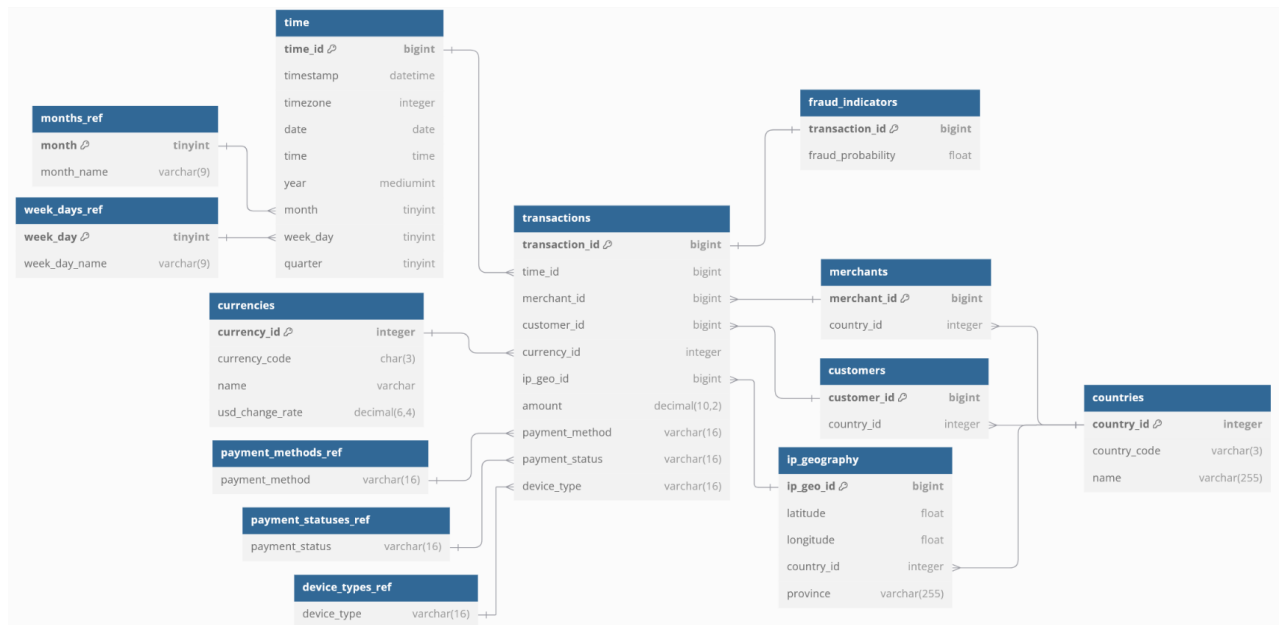 time
time_id bigint
timestamp datetime
timezone integer
date date
time time
year mediumint
month tinyint
week_day tinyint
quarter tinyint
months_ref
month tinyint
month_name varchar(9)
week_days_ref
week_day tinyint
week_day_name varchar(9)
currencies
currency_id integer
currency_code char(3)
name varchar
usd_change_rate decimal(6,4)
payment_methods_ref
payment_method varchar(16)
payment_statuses_ref
payment_status varchar(16)
device_types_ref
device_type varchar(16)
transactions
transaction_id bigint
time_id bigint
merchant_id bigint
customer_id bigint
currency_id integer
ip_geo_id bigint
amount decimal(10,2)
payment_method varchar(16)
payment_status varchar(16)
device_type varchar(16)
fraud_indicators
transaction_id bigint
fraud_probability float
merchants
merchant_id bigint
country_id integer
customers
customer_id bigint
country_id integer
ip_geography
ip_geo_id bigint
latitude float
longitude float
country_id integer
province varchar(255)
countries
country_id integer
country_code varchar(3)
name varchar(255)